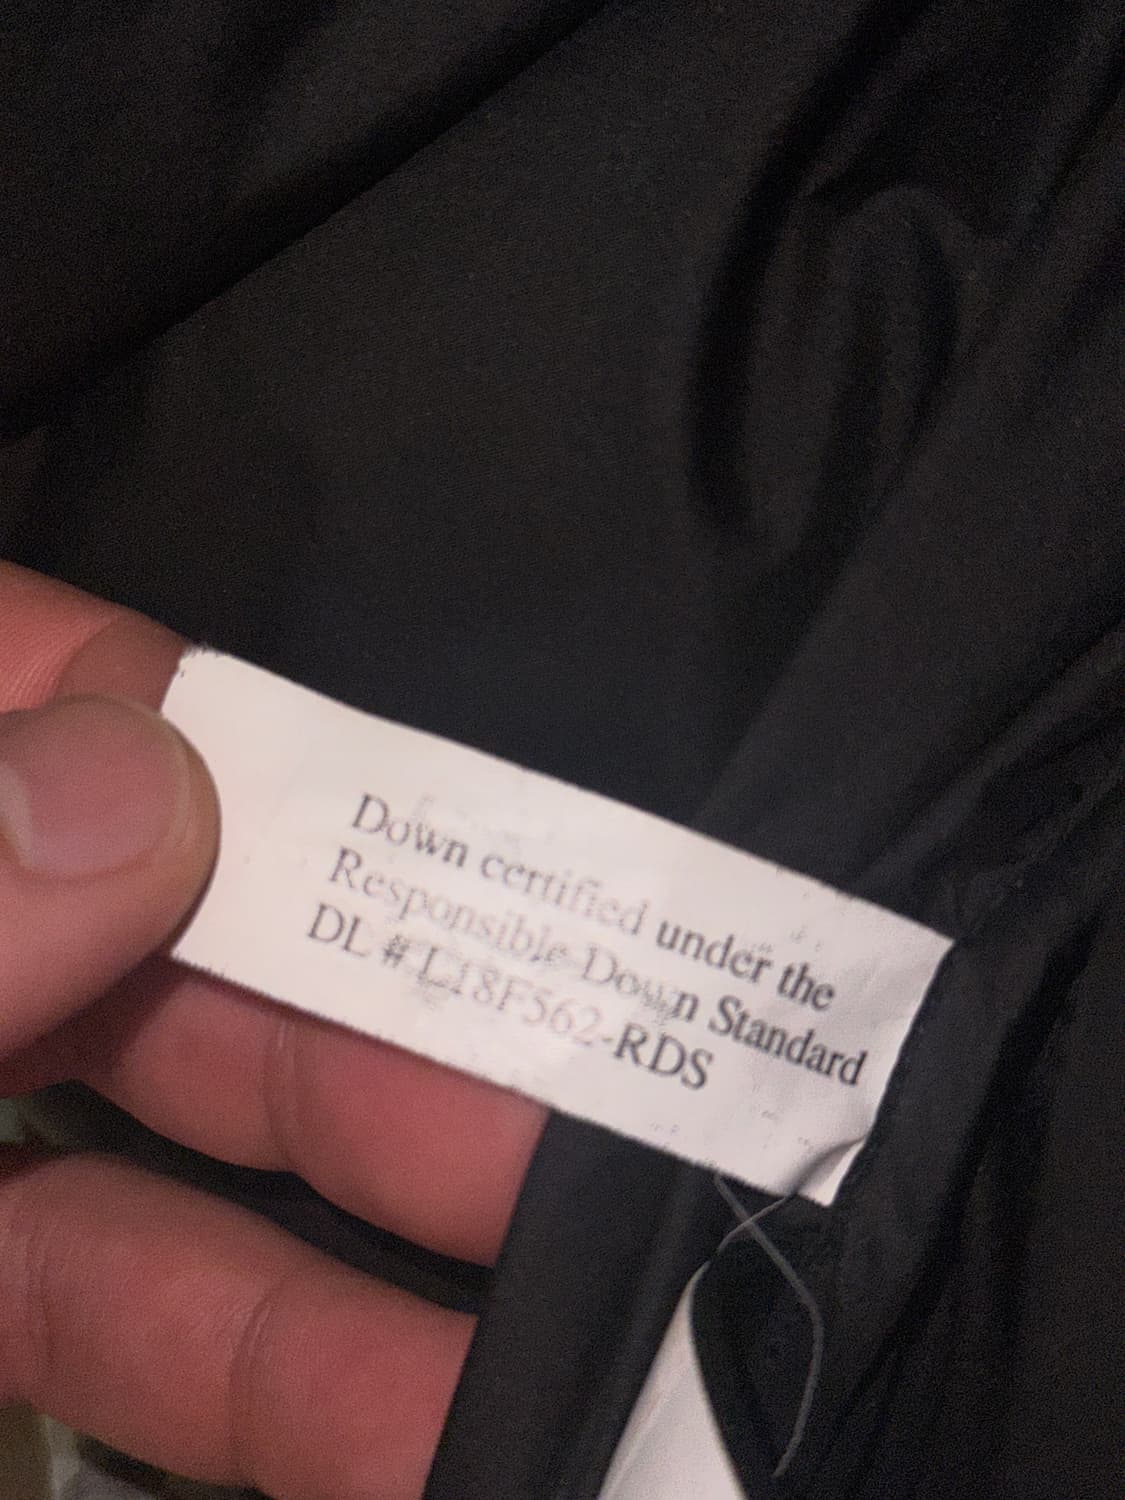 Down certified under the
Responsible Down Standard
DL # L18F562-RDS